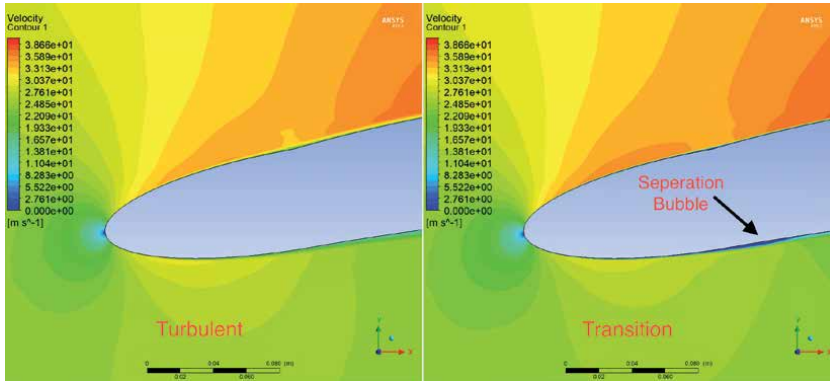 Velocity
Contour 1
3.866e+01
3.589e+01
3.313e+01
3.037e+01
2.761e+01
2.485e+01
2.209e+01
1.933e+01
1.657e+01
1.381e+01
1.104e+01
8.283e+00
5.522e+00
2.761e+00
0.000e+00
[m s^-1]
ANSYS
Turbulent
Y
X
0
0.04
0.080 (m)
0.02
0.060
Velocity
Contour 1
3.866e+01
3.589e+01
3.313e+01
3.037e+01
2.761e+01
2.485e+01
2.209e+01
1.933e+01
1.657e+01
1.381e+01
1.104e+01
8.283e+00
5.522e+00
2.761e+00
0.000e+00
[m s^-1]
ANSYS
Seperation
Bubble
Transition
Y
X
0
0.04
0.080 (m)
0.02
0.060